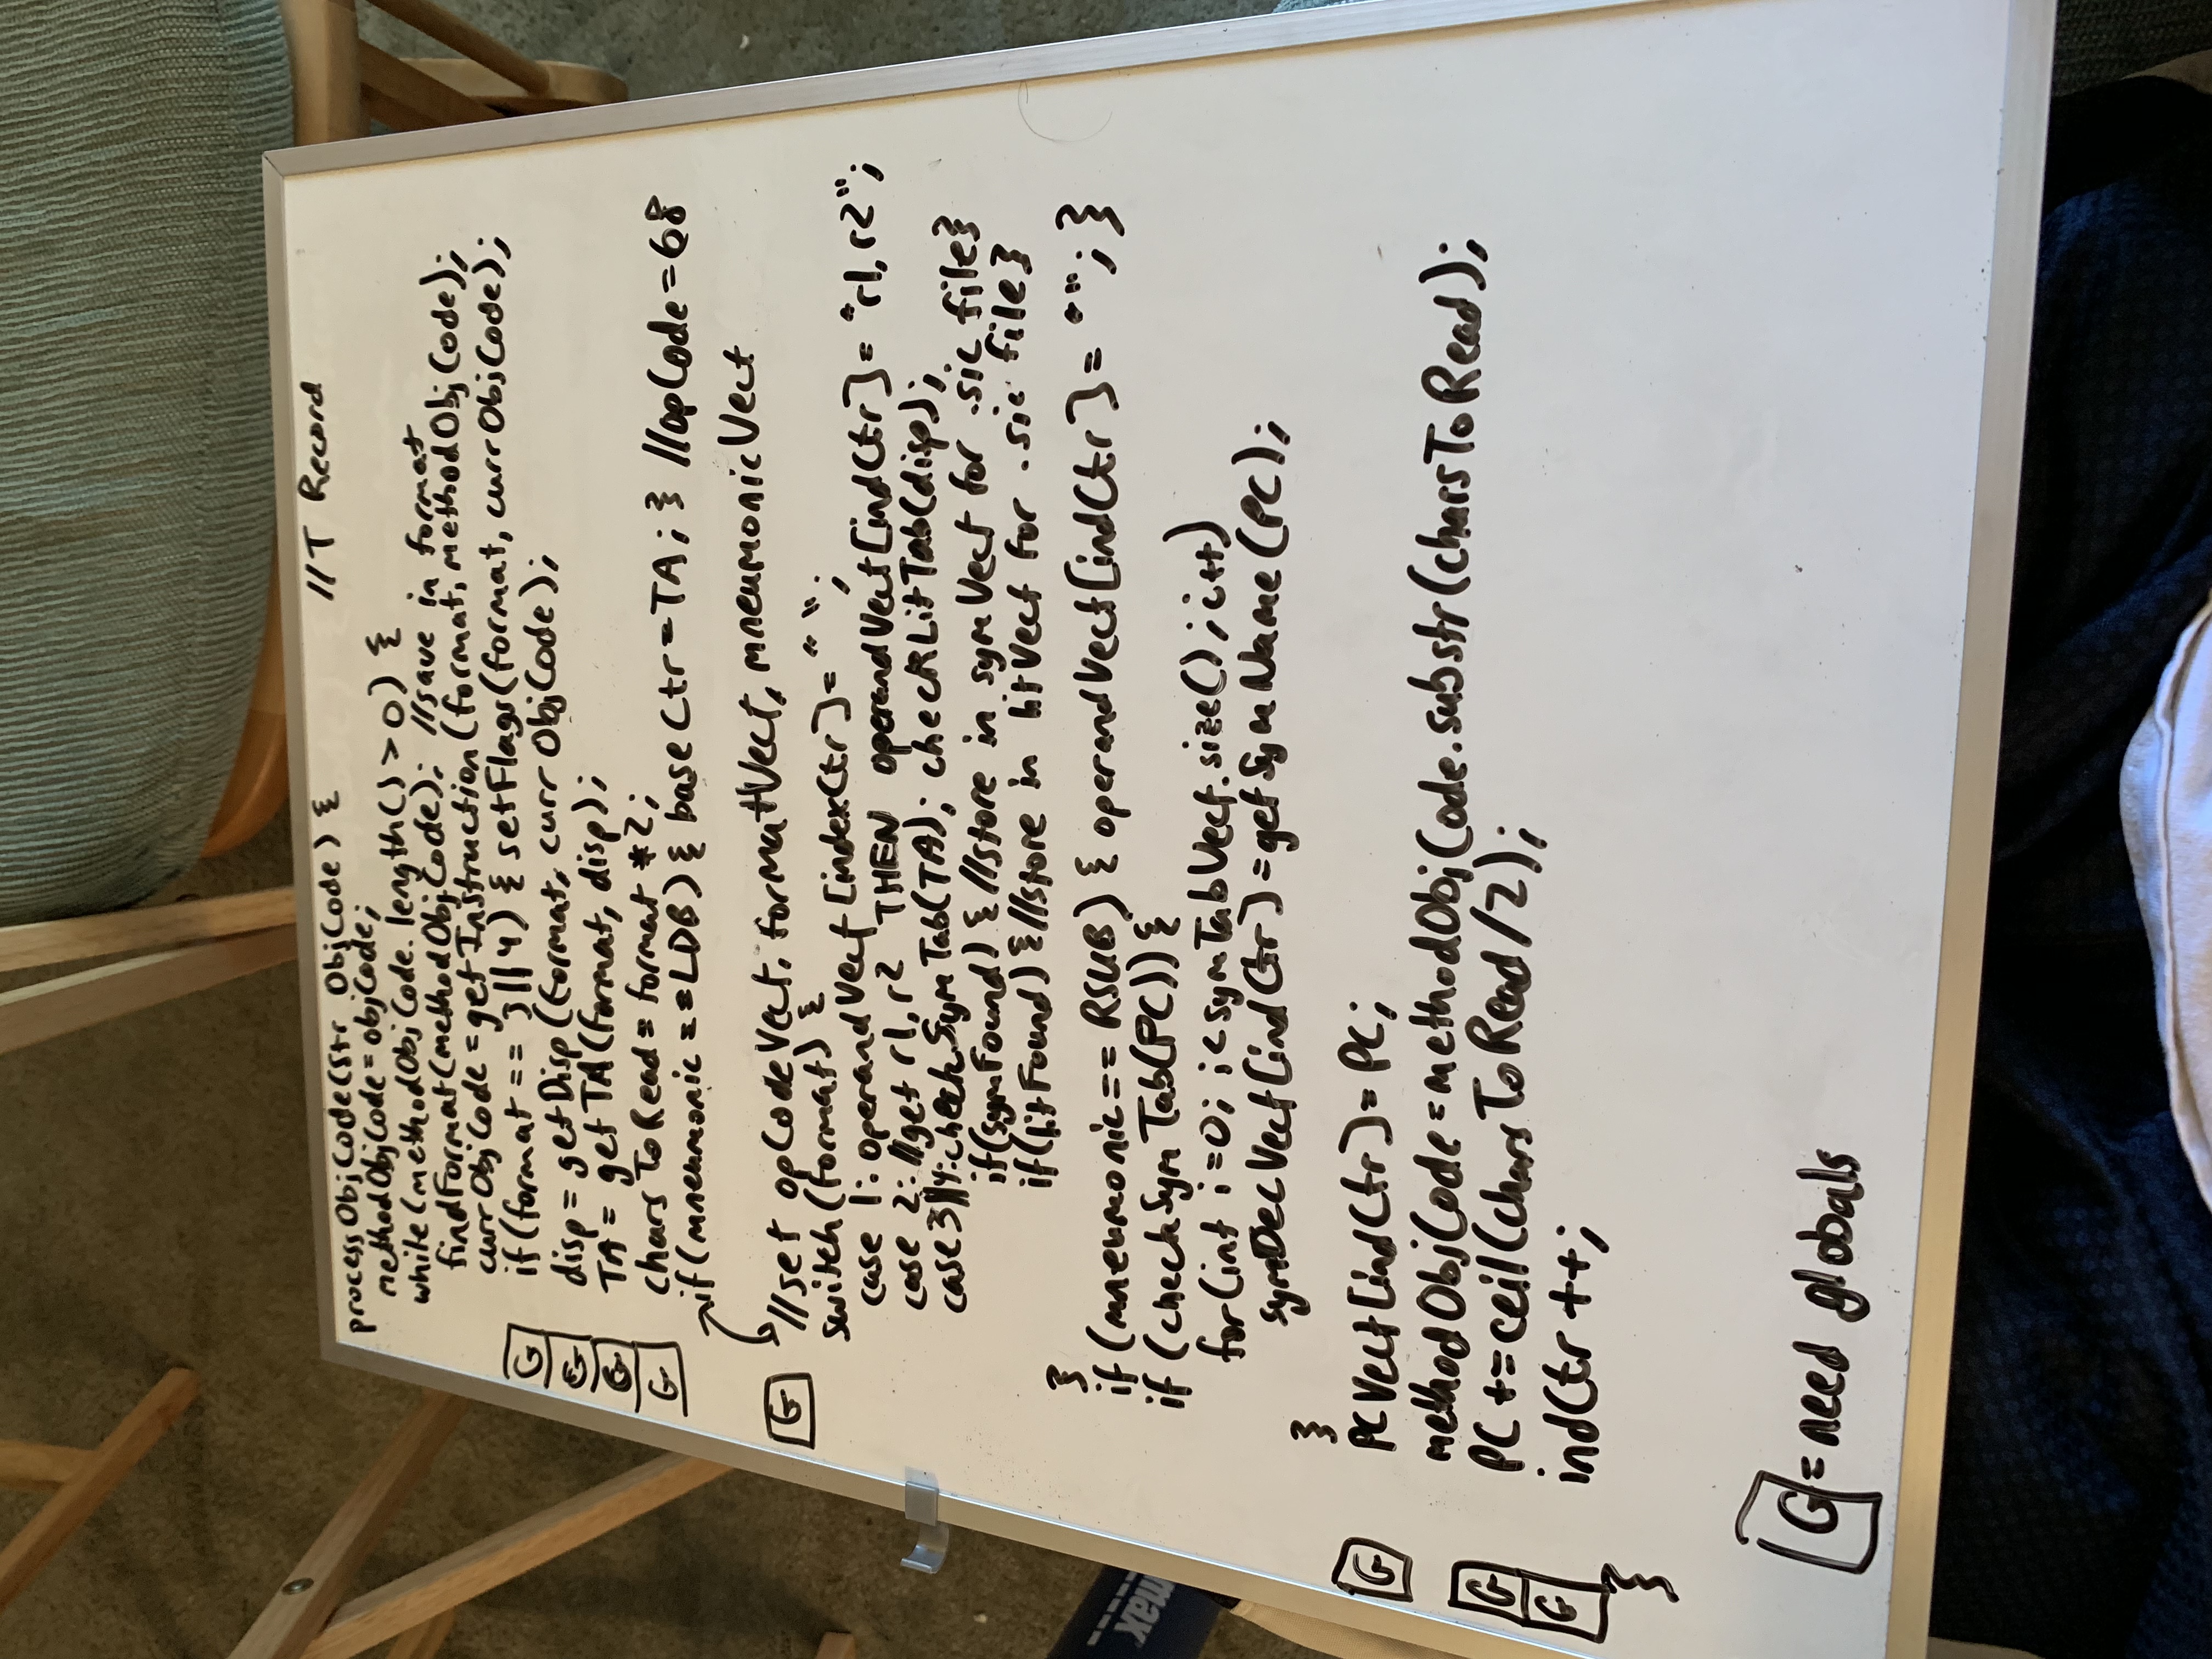 processObjCode(Str ObjCode) { //T Record
methodObjCode = objCode;
while(methodObjCode.length() > 0) {
findFormat(methodObjCode); //save in format
currObjCode = getInstruction(format, methodObjCode);
G if(format == 3||4) { setFlags(format, currObjCode);
G disp = getDisp(format, currObjCode);
G TA = getTA(format, disp);
G charsToRead = format *2;
if(mneumonic == LDB) { baseCtr = TA; } //opCode = 68
G //set opCodeVect, formatVect, mneumonicVect
switch(format) {
case 1: operandVect[indexCtr] = " ";
case 2: //get r1, r2 THEN operandVect[indCtr] = "r1, r2";
case 3||4: checkSymTab(TA); checkLitTab(disp);
if(symFound) { //store in symVect for .sic file}
if(litFound) { //store in litVect for .sic file}
}
if (mneumonic == RSUB) { operandVect[indCtr] = ""; }
if (checkSymTab(PC)) {
for(int i=0; i<symTabVect.size(); i++)
symDecVect[indCtr] = getSymName(PC);
}
G PCVect[indCtr] = PC;
methodObjCode = methodObjCode.substr(charsToRead);
G PC += ceil(charsToRead/2);
G indCtr ++;
}
G = need globals
max